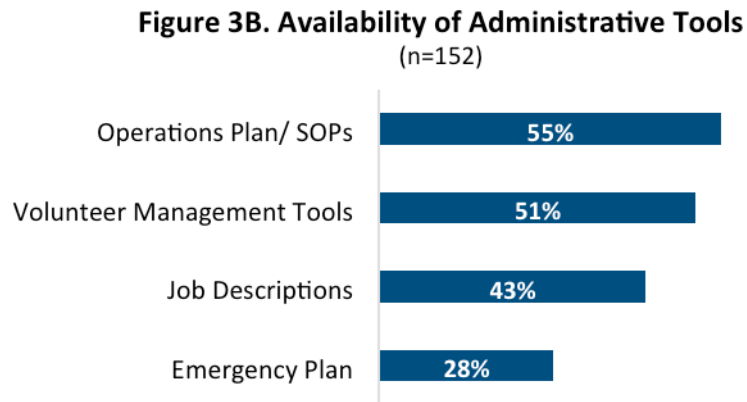 Figure 3B. Availability of Administrative Tools
(n=152)
Operations Plan/ SOPs 55%
Volunteer Management Tools 51%
Job Descriptions 43%
Emergency Plan 28%